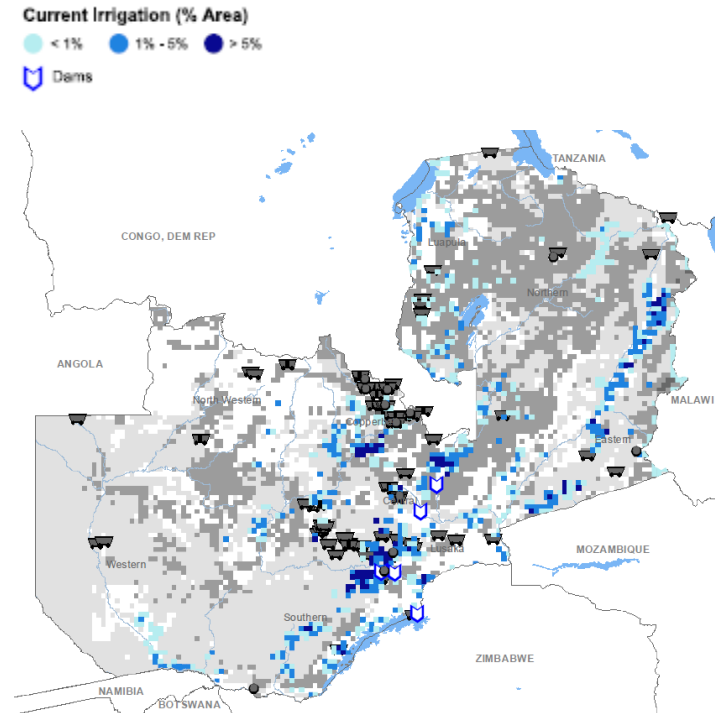 Current Irrigation (% Area)
< 1% 1% - 5% > 5%
Dams
TANZANIA
CONGO, DEM REP
Luapula
Northern
ANGOLA
North Western
MALAWI
Copperb
Eastern
Central
Lusaka
MOZAMBIQUE
Western
Southern
ZIMBABWE
NAMIBIA
BOTSWANA